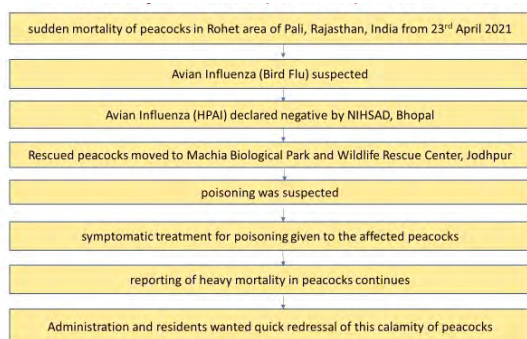 sudden mortality of peacocks in Rohet area of Pali, Rajasthan, India from 23rd April 2021
Avian Influenza (Bird Flu) suspected
Avian Influenza (HPAI) declared negative by NIHSAD, Bhopal
Rescued peacocks moved to Machia Biological Park and Wildlife Rescue Center, Jodhpur
poisoning was suspected
symptomatic treatment for poisoning given to the affected peacocks
reporting of heavy mortality in peacocks continues
Administration and residents wanted quick redressal of this calamity of peacocks